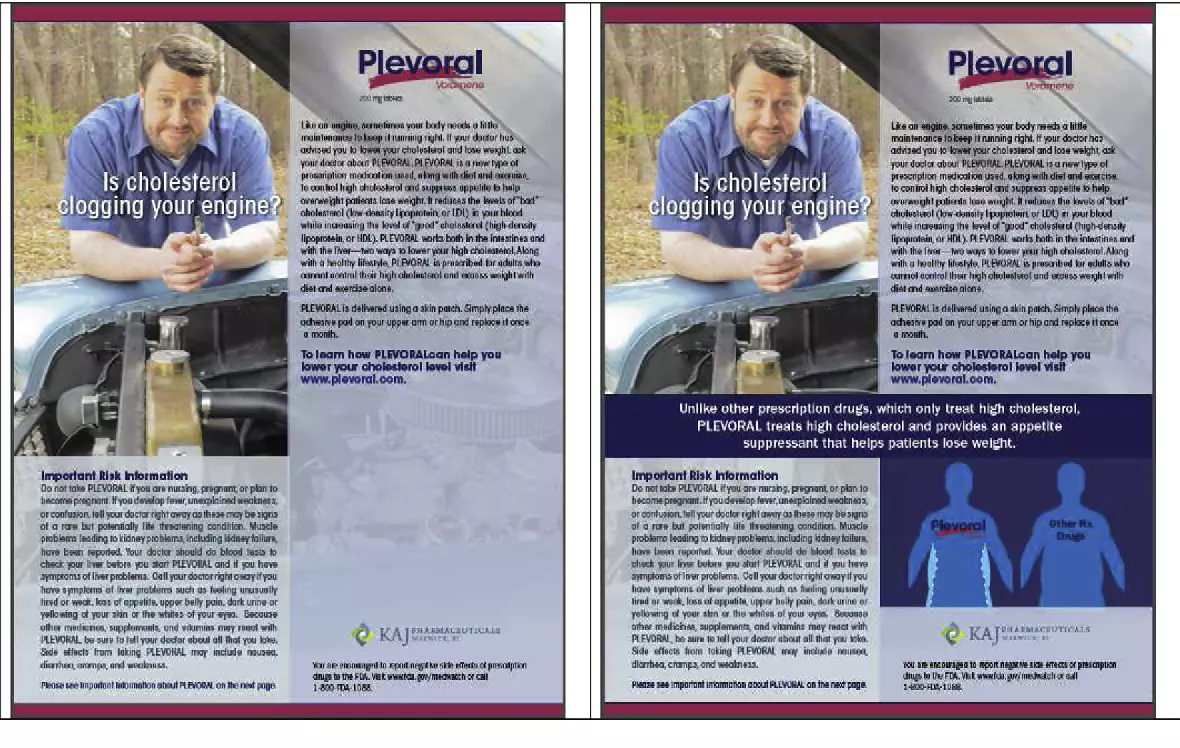 Is cholesterol
clogging your engine?
Plevoral
Voramene
200 mg tablets
Like an engine, sometimes your body needs a little
maintenance to keep it running right. If your doctor has
advised you to lower your cholesterol and lose weight, ask
your doctor about PLEVORAL. PLEVORAL is a new type of
prescription medication used, along with diet and exercise,
to control high cholesterol and suppress appetite to help
overweight patients lose weight. It reduces the levels of "bad"
cholesterol (low-density lipoprotein, or LDL) in your blood
while increasing the level of "good" cholesterol (high-density
lipoprotein, or HDL). PLEVORAL works both in the intestines and
with the liver—two ways to lower your high cholesterol. Along
with a healthy lifestyle, PLEVORAL is prescribed for adults who
cannot control their high cholesterol and excess weight with
diet and exercise alone.
PLEVORAL is delivered using a skin patch. Simply place the
adhesive pad on your upper arm or hip and replace it once
a month.
To learn how PLEVORALcan help you
lower your cholesterol level visit
www.plevoral.com.
Important Risk Information
Do not take PLEVORAL if you are nursing, pregnant, or plan to
become pregnant. If you develop fever, unexplained weakness,
or confusion, tell your doctor right away as these may be signs
of a rare but potentially life threatening condition. Muscle
problems leading to kidney problems, including kidney failure,
have been reported. Your doctor should do blood tests to
check your liver before you start PLEVORAL and if you have
symptoms of liver problems. Call your doctor right away if you
have symptoms of liver problems such as feeling unusually
tired or weak, loss of appetite, upper belly pain, dark urine or
yellowing of your skin or the whites of your eyes. Because
other medicines, supplements, and vitamins may react with
PLEVORAL, be sure to tell your doctor about all that you take.
Side effects from taking PLEVORAL may include nausea,
diarrhea, cramps, and weakness.
Please see important information about PLEVORAL on the next page.
KAJ PHARMACEUTICALS
WARWICK, RI
You are encouraged to report negative side effects of prescription
drugs to the FDA. Visit www.fda.gov/medwatch or call
1-800-FDA-1088.
Is cholesterol
clogging your engine?
Plevoral
Voramene
200 mg tablets
Like an engine, sometimes your body needs a little
maintenance to keep it running right. If your doctor has
advised you to lower your cholesterol and lose weight, ask
your doctor about PLEVORAL. PLEVORAL is a new type of
prescription medication used, along with diet and exercise,
to control high cholesterol and suppress appetite to help
overweight patients lose weight. It reduces the levels of "bad"
cholesterol (low-density lipoprotein, or LDL) in your blood
while increasing the level of "good" cholesterol (high-density
lipoprotein, or HDL). PLEVORAL works both in the intestines and
with the liver—two ways to lower your high cholesterol. Along
with a healthy lifestyle, PLEVORAL is prescribed for adults who
cannot control their high cholesterol and excess weight with
diet and exercise alone.
PLEVORAL is delivered using a skin patch. Simply place the
adhesive pad on your upper arm or hip and replace it once
a month.
To learn how PLEVORALcan help you
lower your cholesterol level visit
www.plevoral.com.
Unlike other prescription drugs, which only treat high cholesterol,
PLEVORAL treats high cholesterol and provides an appetite
suppressant that helps patients lose weight.
Important Risk Information
Do not take PLEVORAL if you are nursing, pregnant, or plan to
become pregnant. If you develop fever, unexplained weakness,
or confusion, tell your doctor right away as these may be signs
of a rare but potentially life threatening condition. Muscle
problems leading to kidney problems, including kidney failure,
have been reported. Your doctor should do blood tests to
check your liver before you start PLEVORAL and if you have
symptoms of liver problems. Call your doctor right away if you
have symptoms of liver problems such as feeling unusually
tired or weak, loss of appetite, upper belly pain, dark urine or
yellowing of your skin or the whites of your eyes. Because
other medicines, supplements, and vitamins may react with
PLEVORAL, be sure to tell your doctor about all that you take.
Side effects from taking PLEVORAL may include nausea,
diarrhea, cramps, and weakness.
Please see important information about PLEVORAL on the next page.
Plevoral
Other Rx
Drugs
KAJ PHARMACEUTICALS
WARWICK, RI
You are encouraged to report negative side effects of prescription
drugs to the FDA. Visit www.fda.gov/medwatch or call
1-800-FDA-1088.